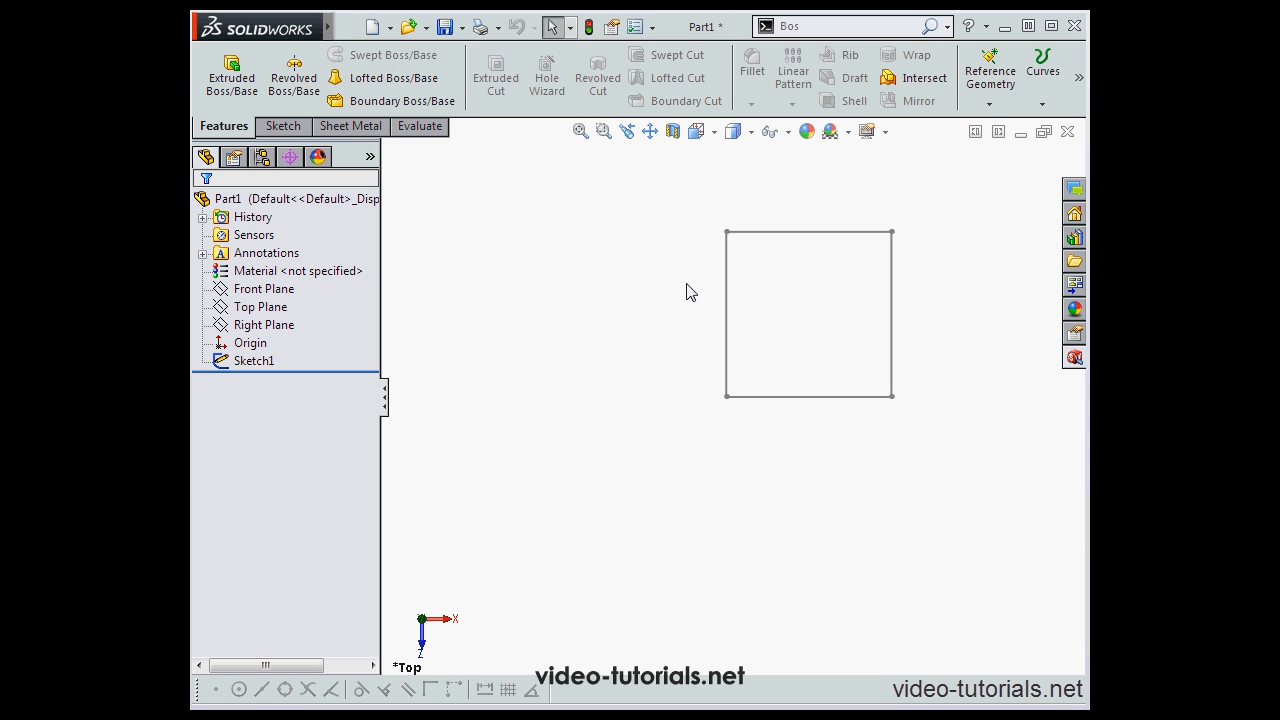 SOLIDWORKS
Part1 *
Bos
Extruded Boss/Base
Revolved Boss/Base
Swept Boss/Base
Lofted Boss/Base
Boundary Boss/Base
Extruded Cut
Hole Wizard
Revolved Cut
Swept Cut
Lofted Cut
Boundary Cut
Fillet
Linear Pattern
Rib
Draft
Shell
Wrap
Intersect
Mirror
Reference Geometry
Curves
Features
Sketch
Sheet Metal
Evaluate
Part1 (Default<<Default>_Disp
History
Sensors
Annotations
Material <not specified>
Front Plane
Top Plane
Right Plane
Origin
Sketch1
X
Z
*Top
video-tutorials.net
video-tutorials.net